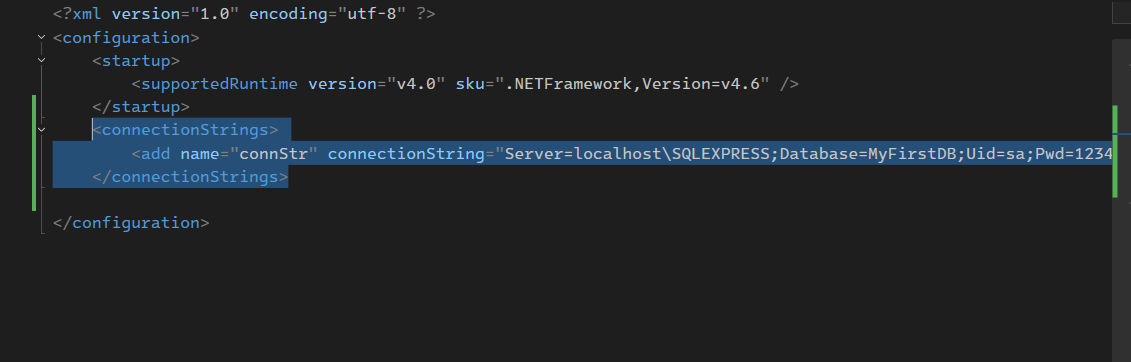 <?xml version="1.0" encoding="utf-8" ?>
<configuration>
<startup>
<supportedRuntime version="v4.0" sku=".NETFramework,Version=v4.6" />
</startup>
<connectionStrings>
<add name="connStr" connectionString="Server=localhost\SQLEXPRESS;Database=MyFirstDB;Uid=sa;Pwd=1234
</connectionStrings>
</configuration>